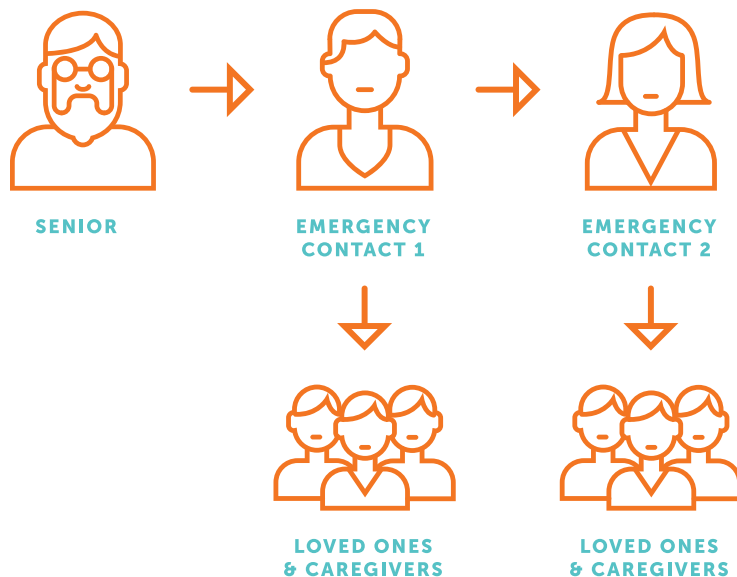 SENIOR
EMERGENCY
CONTACT 1
EMERGENCY
CONTACT 2
LOVED ONES
& CAREGIVERS
LOVED ONES
& CAREGIVERS